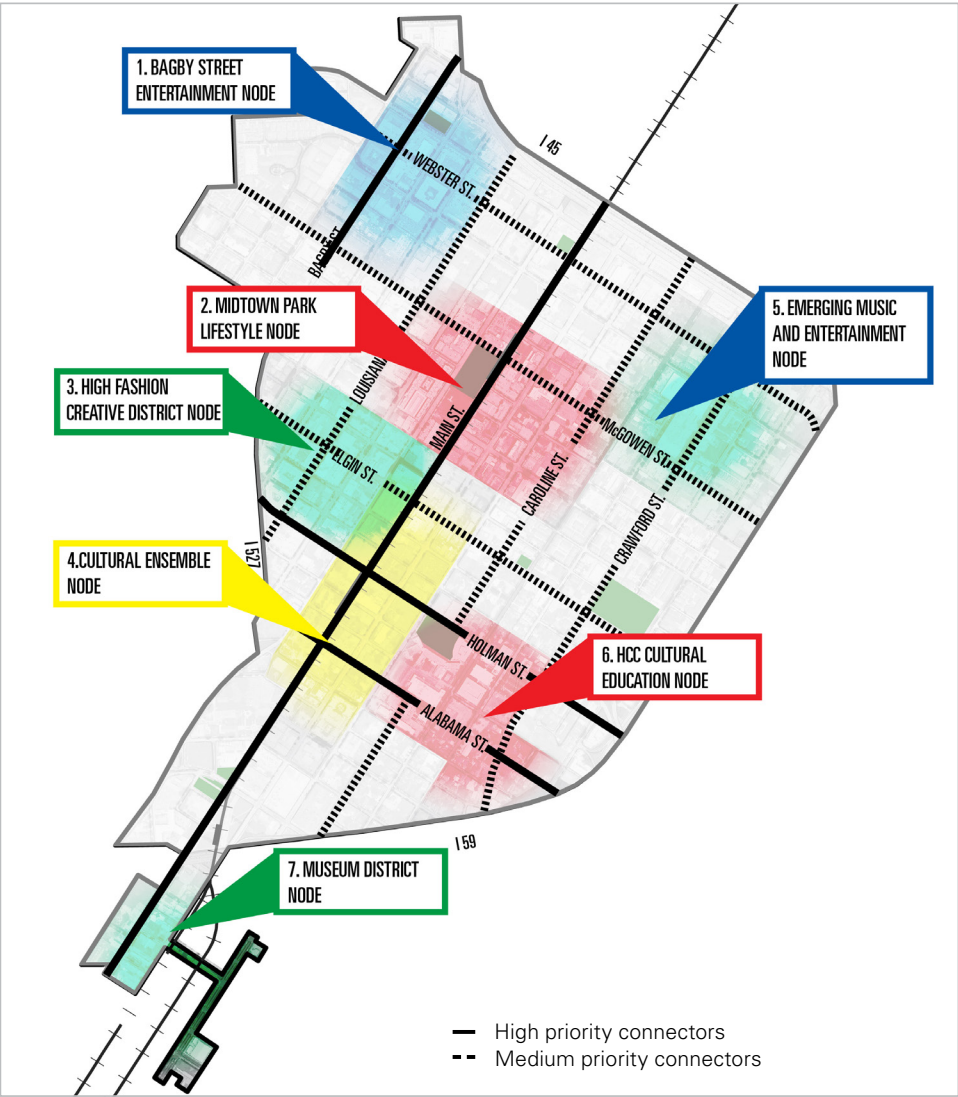 1. BAGBY STREET
ENTERTAINMENT NODE
I 45
WEBSTER ST.
BAGBY ST.
2. MIDTOWN PARK
LIFESTYLE NODE
5. EMERGING MUSIC
AND ENTERTAINMENT
NODE
3. HIGH FASHION
CREATIVE DISTRICT NODE
LOUISIANA
MAIN ST.
McGOWEN ST.
ELGIN ST.
CAROLINE ST.
CRAWFORD ST.
I 527
4.CULTURAL ENSEMBLE
NODE
HOLMAN ST.
6. HCC CULTURAL
EDUCATION NODE
ALABAMA ST.
I 59
7. MUSEUM DISTRICT
NODE
High priority connectors
Medium priority connectors